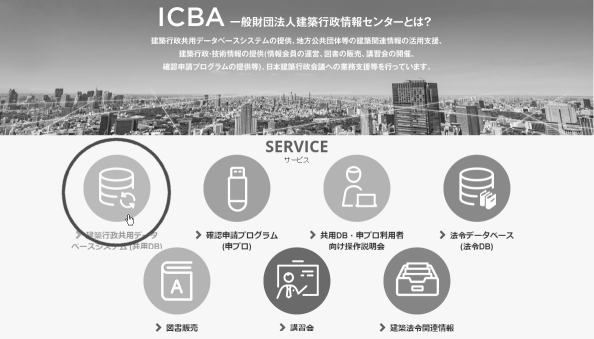 ICBA 一般財団法人建築行政情報センターとは?
建築行政共用データベースシステムの提供、地方公共団体等の建築関連情報の活用支援、
建築行政・技術情報の提供(情報会員の運営、図書の販売、講習会の開催、
確認申請プログラムの提供等)、日本建築行政会議への業務支援等を行っています。
SERVICE
サービス
建築行政共用データ
ベースシステム (共用DB)
確認申請プログラム
(申プロ)
共用DB・申プロ利用者
向け操作説明会
法令データベース
(法令DB)
A
図書販売
講習会
建築法令関連情報